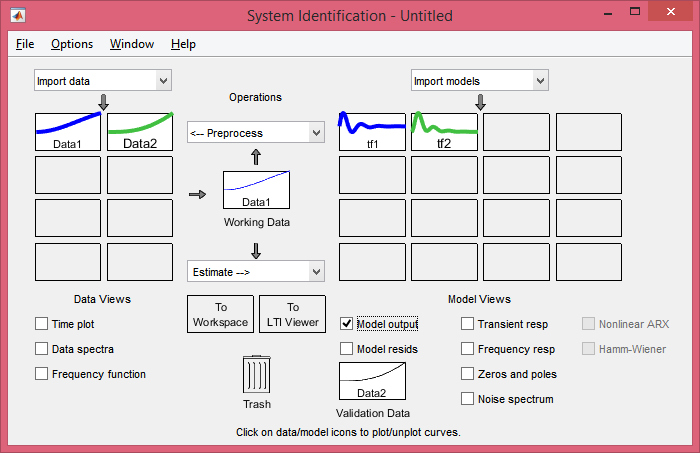 System Identification - Untitled
File Options Window Help
Import data
Import models
Operations
Data1
Data2
<-- Preprocess
tf1
tf2
Data1
Working Data
Estimate -->
Data Views
Time plot
Data spectra
Frequency function
To
Workspace
To
LTI Viewer
Trash
Model Views
Model output
Transient resp
Nonlinear ARX
Model resids
Frequency resp
Hamm-Wiener
Data2
Validation Data
Zeros and poles
Noise spectrum
Click on data/model icons to plot/unplot curves.